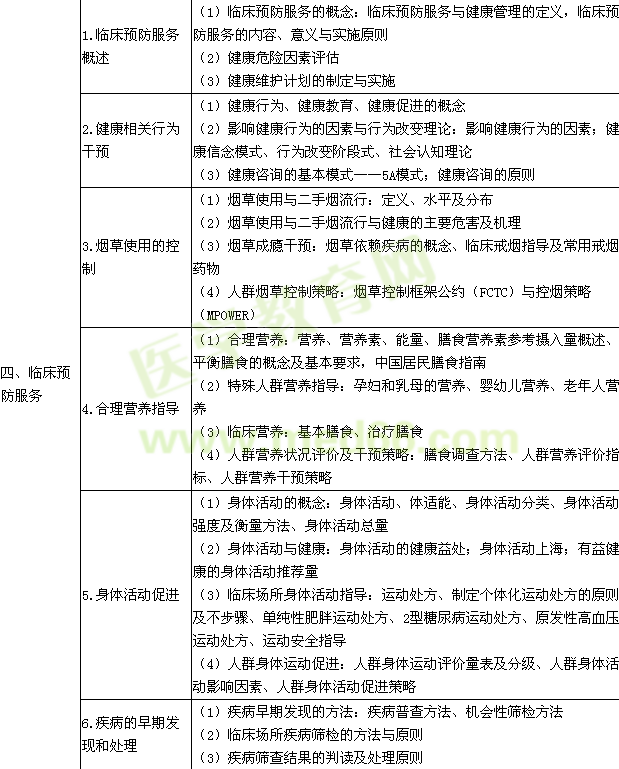 四、临床预
防服务
1.临床预防服务
概述
（1）临床预防服务的概念：临床预防服务与健康管理的定义，临床预
防服务的内容、意义与实施原则
（2）健康危险因素评估
（3）健康维护计划的制定与实施
2.健康相关行为
干预
（1）健康行为、健康教育、健康促进的概念
（2）影响健康行为的因素与行为改变理论：影响健康行为的因素；健
康信念模式、行为改变阶段式、社会认知理论
（3）健康咨询的基本模式——5A模式；健康咨询的原则
3.烟草使用的控
制
（1）烟草使用与二手烟流行：定义、水平及分布
（2）烟草使用与二手烟流行与健康的主要危害及机理
（3）烟草成瘾干预：烟草依赖疾病的概念、临床戒烟指导及常用戒烟
药物
（4）人群烟草控制策略：烟草控制框架公约（FCTC）与控烟策略
（MPOWER）
4.合理营养指导
（1）合理营养：营养、营养素、能量、膳食营养素参考摄入量概述、
平衡膳食的概念及基本要求，中国居民膳食指南
（2）特殊人群营养指导：孕妇和乳母的营养、婴幼儿营养、老年人营
养
（3）临床营养：基本膳食、治疗膳食
（4）人群营养状况评价及干预策略：膳食调查方法、人群营养评价指
标、人群营养干预策略
5.身体活动促进
（1）身体活动的概念：身体活动、体适能、身体活动分类、身体活动
强度及衡量方法、身体活动总量
（2）身体活动与健康：身体活动的健康益处；身体活动上海；有益健
康的身体活动推荐量
（3）临床场所身体活动指导：运动处方、制定个体化运动处方的原则
及不步骤、单纯性肥胖运动处方、2型糖尿病运动处方、原发性高血压
运动处方、运动安全指导
（4）人群身体运动促进：人群身体运动评价量表及分级、人群身体活
动影响因素、人群身体活动促进策略
6.疾病的早期发
现和处理
（1）疾病早期发现的方法：疾病普查方法、机会性筛检方法
（2）临床场所疾病筛检的方法与原则
（3）疾病筛查结果的判读及处理原则
医学教育网
www.med66.com